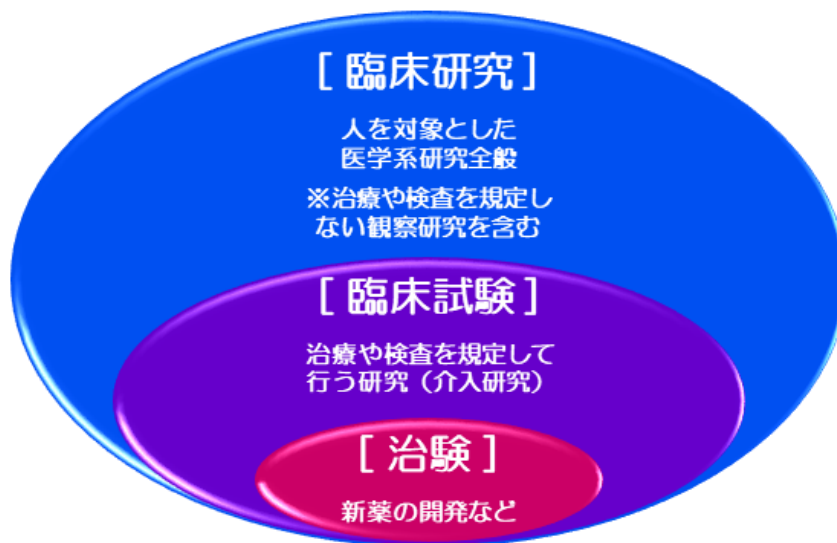 [ 臨床研究 ]
人を対象とした
医学系研究全般
※治療や検査を規定し
ない観察研究を含む
[ 臨床試験 ]
治療や検査を規定して
行う研究（介入研究）
[ 治験 ]
新薬の開発など